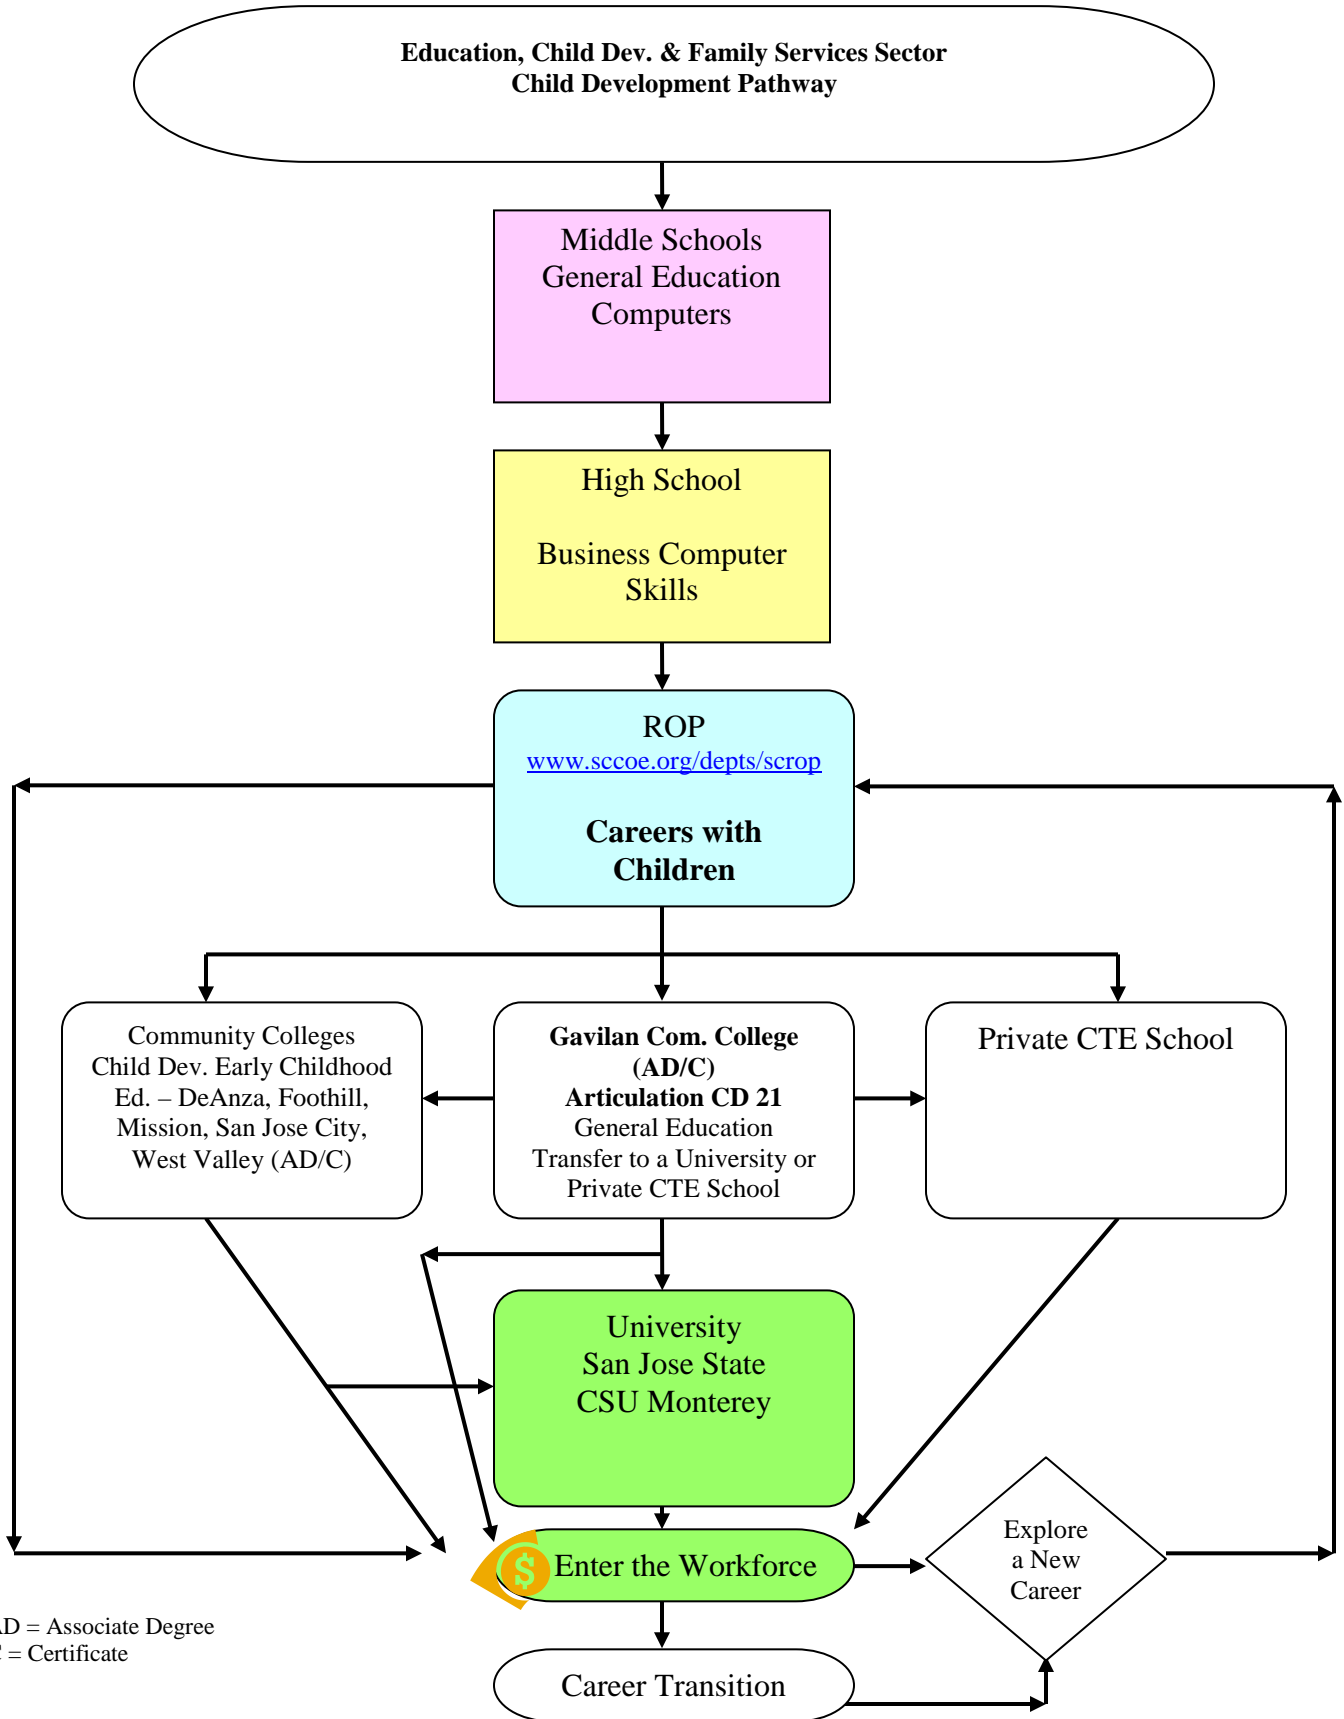 Education, Child Dev. & Family Services Sector
Child Development Pathway
Middle Schools
General Education
Computers
High School
Business Computer
Skills
ROP
www.sccoe.org/depts/scrop
Careers with
Children
Community Colleges
Child Dev. Early Childhood
Ed. – DeAnza, Foothill,
Mission, San Jose City,
West Valley (AD/C)
Gavilan Com. College
(AD/C)
Articulation CD 21
General Education
Transfer to a University or
Private CTE School
Private CTE School
University
San Jose State
CSU Monterey
$ Enter the Workforce
Explore
a New
Career
AD = Associate Degree
C = Certificate
Career Transition